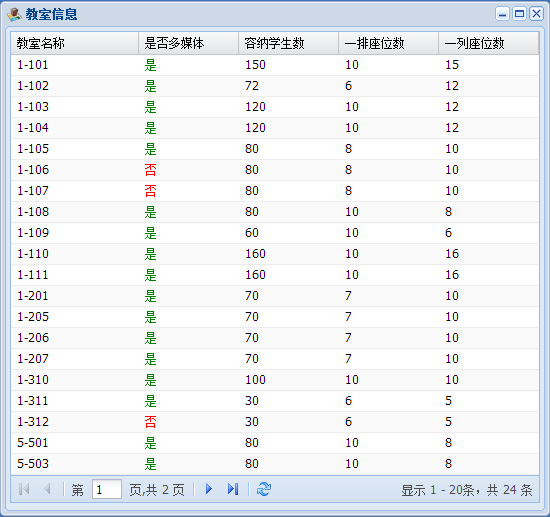 教室信息
教室名称 是否多媒体 容纳学生数 一排座位数 一列座位数
1-101 是 150 10 15
1-102 是 72 6 12
1-103 是 120 10 12
1-104 是 120 10 12
1-105 是 80 8 10
1-106 否 80 8 10
1-107 否 80 8 10
1-108 是 80 10 8
1-109 是 60 10 6
1-110 是 160 10 16
1-111 是 160 10 16
1-201 是 70 7 10
1-205 是 70 7 10
1-206 是 70 7 10
1-207 是 70 7 10
1-310 是 100 10 10
1-311 是 30 6 5
1-312 否 30 6 5
5-501 是 80 10 8
5-503 是 80 10 8
第 1 页,共 2 页 显示 1 - 20条，共 24 条